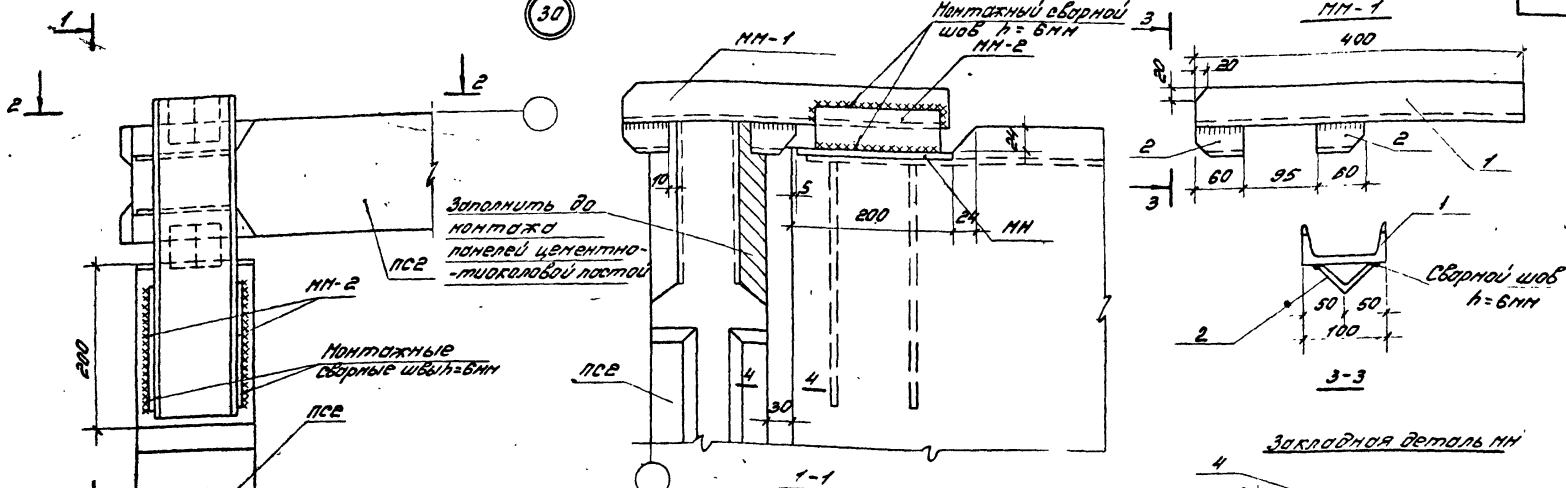 30
1
2
2
200
ПСЕ
ММ-2
Монтажные
сварные швы h=6мм
ПСЕ
Заполнить до
монтажа
панелей цементно-
-тиоколовой пастой
ММ-1
Монтажный сварной
шов h=6мм
ММ-2
10
5
200
24
24
МН
ПСЕ
4
4
30
1-1
3
3
ММ-1
400
20
20
2
2
1
60
95
60
1
Сварной шов
h=6мм
50
50
100
2
3-3
Закладная деталь МН
4